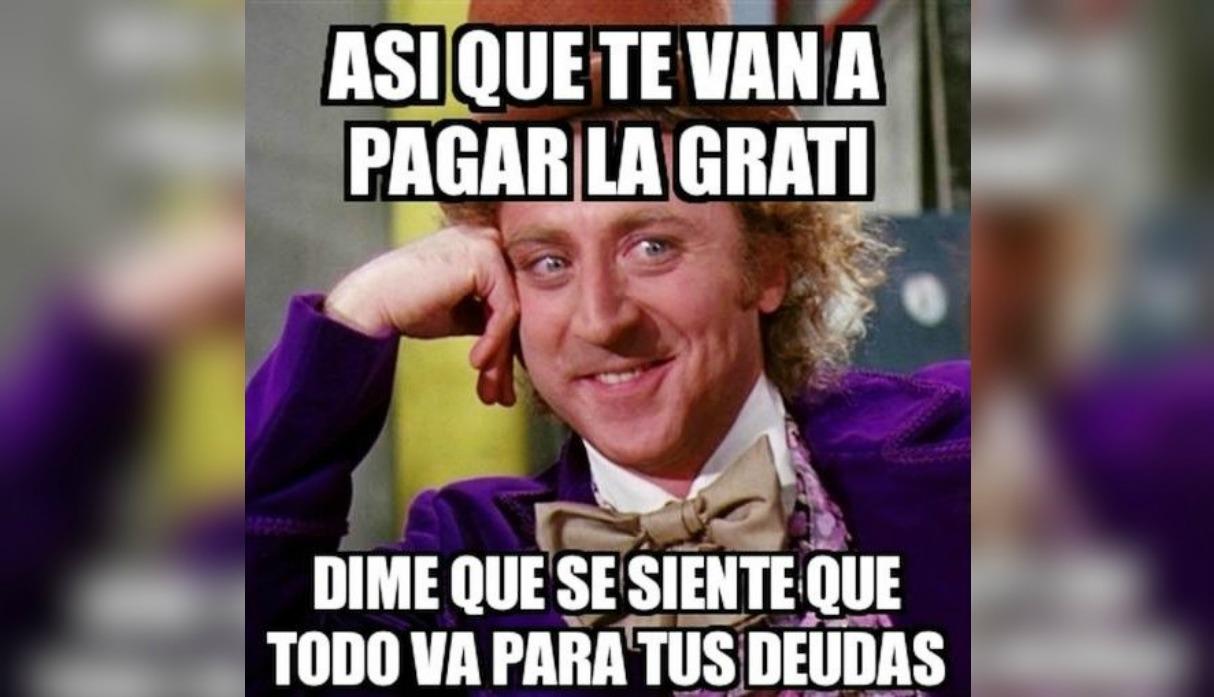 ASI QUE TE VAN A
PAGAR LA GRATI
DIME QUE SE SIENTE QUE
TODO VA PARA TUS DEUDAS